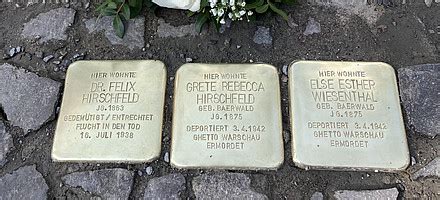 HIER WOHNTE
DR. FELIX
HIRSCHFELD
JG. 1863
GEDEMÜTIGT / ENTRECHTET
FLUCHT IN DEN TOD
16. JULI 1938
HIER WOHNTE
GRETE REBECCA
HIRSCHFELD
GEB. BAERWALD
JG. 1875
DEPORTIERT 3.4.1942
GHETTO WARSCHAU
ERMORDET
HIER WOHNTE
ELSE ESTHER
WIESENTHAL
GEB. BAERWALD
JG. 1875
DEPORTIERT 3.4.1942
GHETTO WARSCHAU
ERMORDET